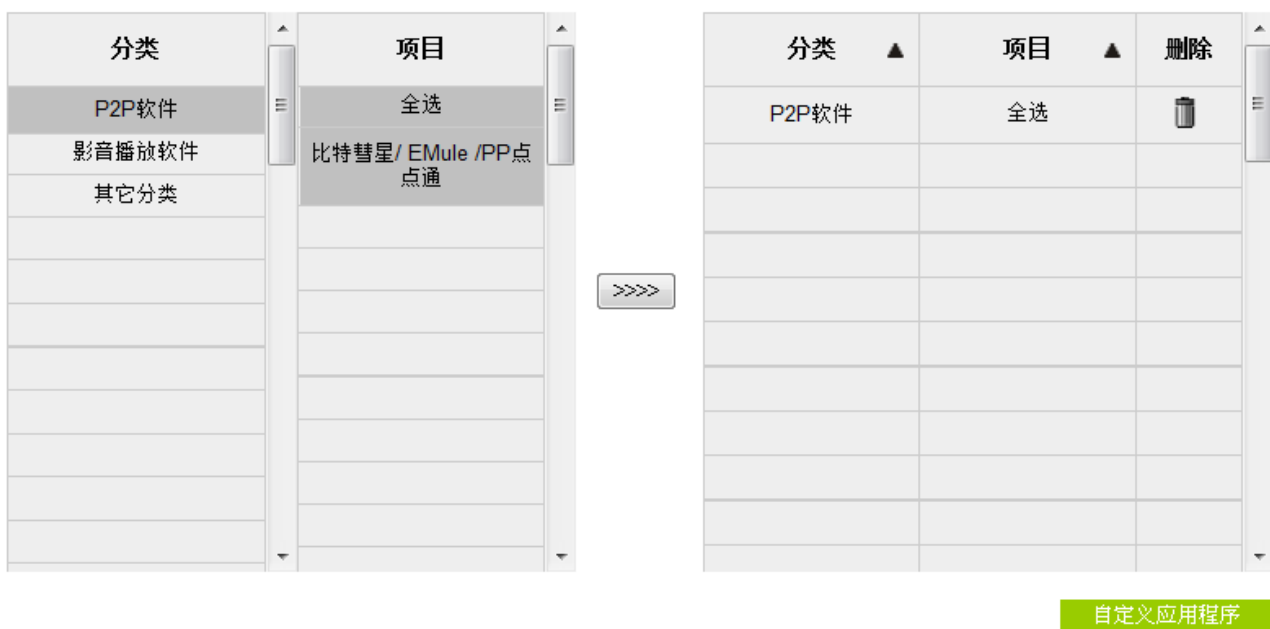 分类
项目
P2P软件
全选
影音播放软件
比特彗星/ EMule /PP点
点通
其它分类
>>>>
分类 ▲ 项目 ▲ 删除
P2P软件 全选
自定义应用程序